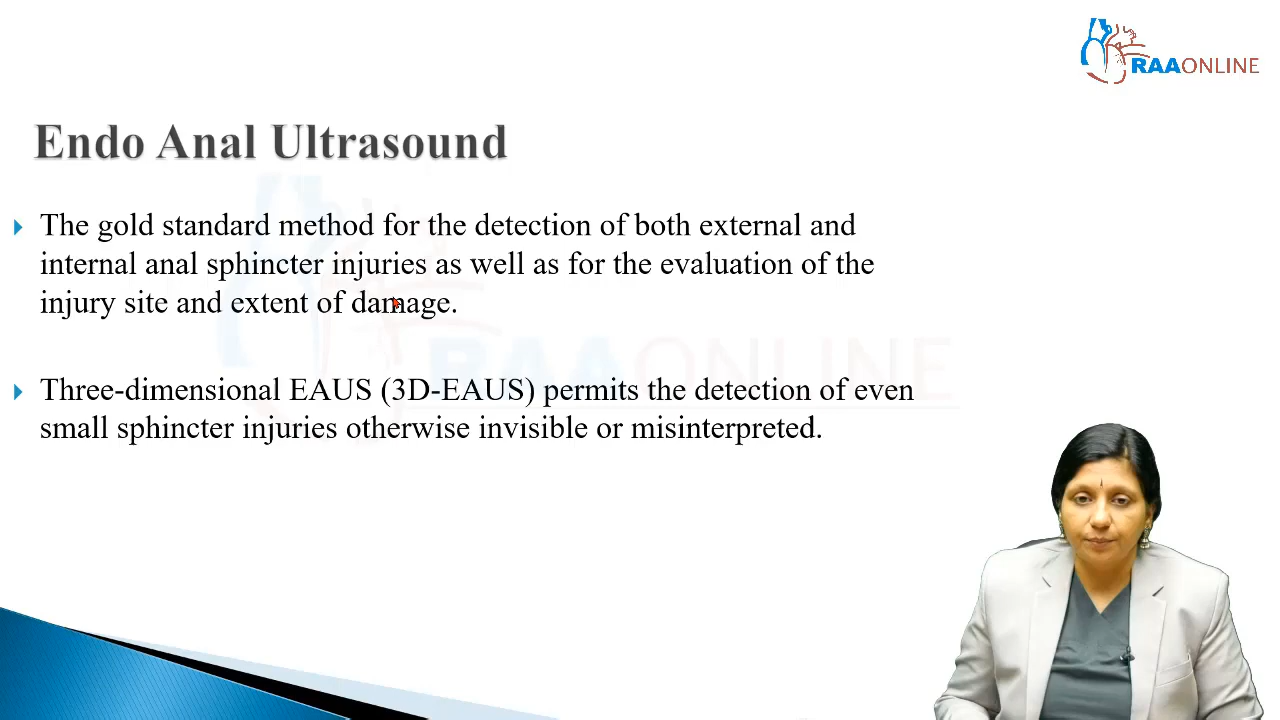 RAAONLINE
Endo Anal Ultrasound
The gold standard method for the detection of both external and
internal anal sphincter injuries as well as for the evaluation of the
injury site and extent of damage.
RAAONLINE
Three-dimensional EAUS (3D-EAUS) permits the detection of even
small sphincter injuries otherwise invisible or misinterpreted.